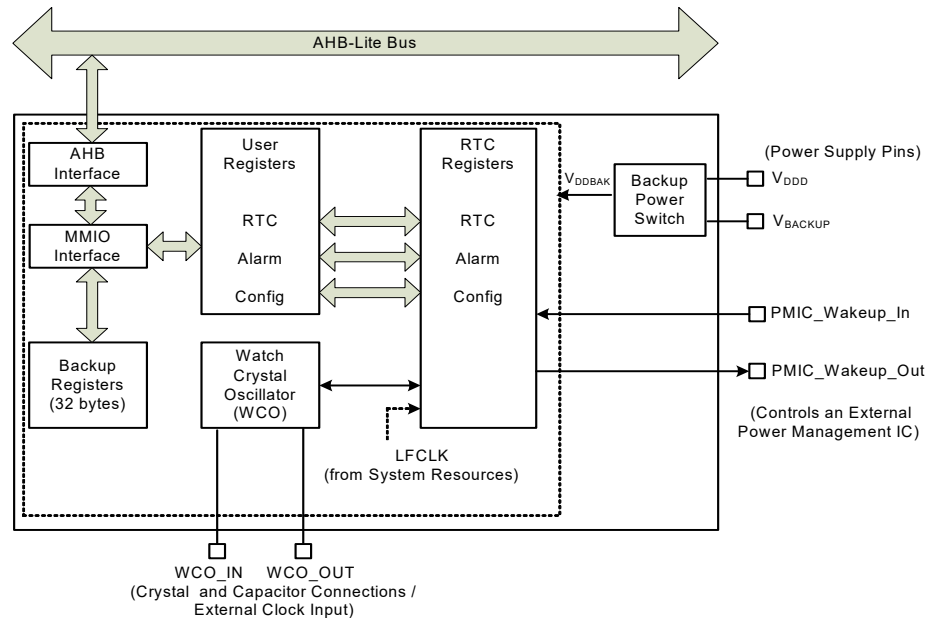 AHB-Lite Bus
AHB
Interface
MMIO
Interface
Backup
Registers
(32 bytes)
User
Registers
RTC
Alarm
Config
Watch
Crystal
Oscillator
(WCO)
RTC
Registers
RTC
Alarm
Config
LFCLK
(from System Resources)
VDDBAK
Backup
Power
Switch
(Power Supply Pins)
VDDD
VBACKUP
PMIC_Wakeup_In
PMIC_Wakeup_Out
(Controls an External
Power Management IC)
WCO_IN WCO_OUT
(Crystal and Capacitor Connections /
External Clock Input)